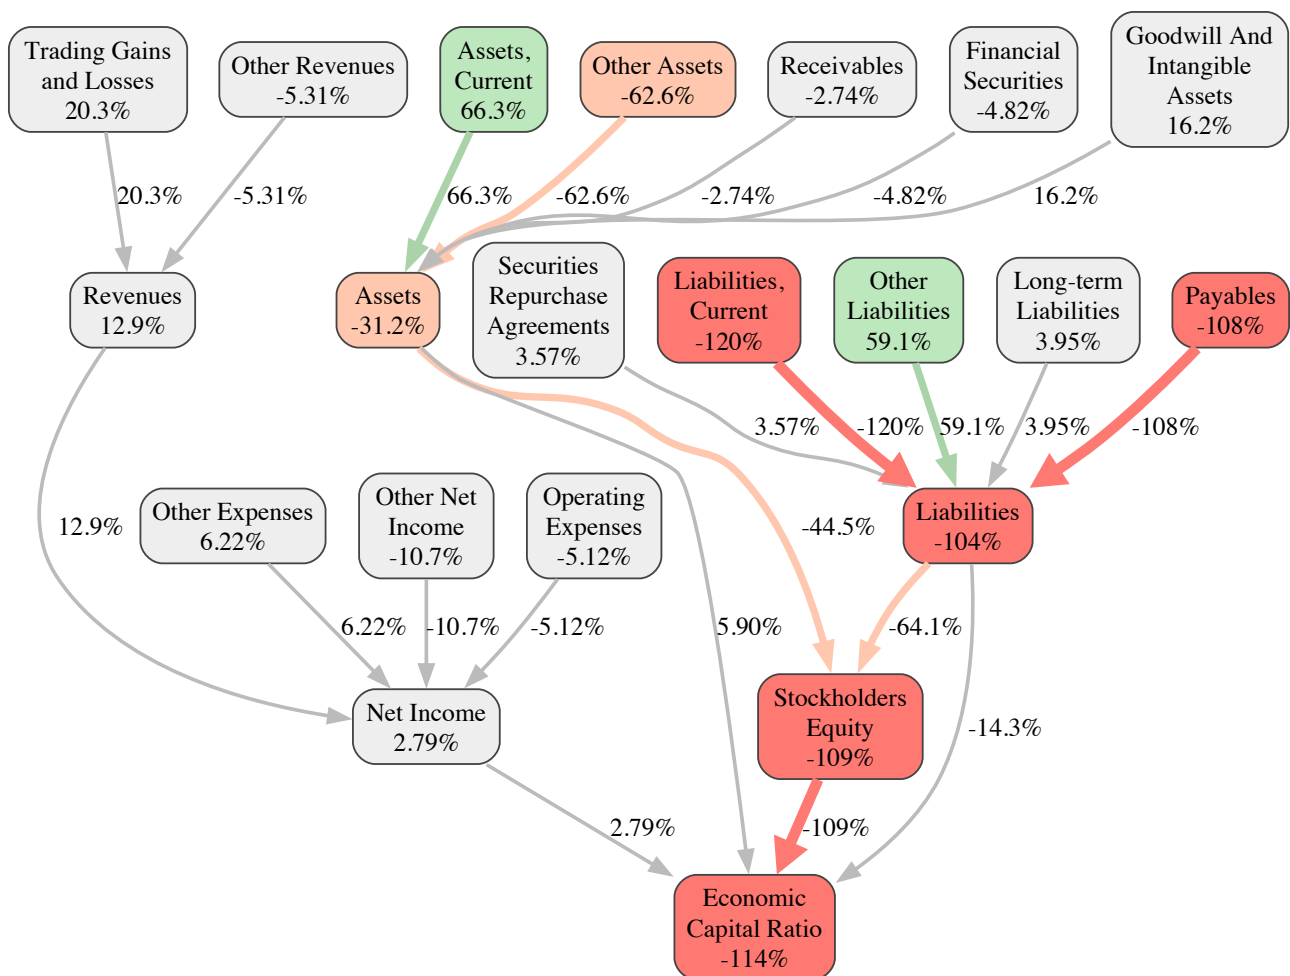 Trading Gains
and Losses
20.3%
Other Revenues
-5.31%
Assets,
Current
66.3%
Other Assets
-62.6%
Receivables
-2.74%
Financial
Securities
-4.82%
Goodwill And
Intangible
Assets
16.2%
20.3%
-5.31%
66.3%
-62.6%
-2.74%
-4.82%
16.2%
Revenues
12.9%
Assets
-31.2%
Securities
Repurchase
Agreements
3.57%
Liabilities,
Current
-120%
Other
Liabilities
59.1%
Long-term
Liabilities
3.95%
Payables
-108%
3.57%
-120%
59.1%
3.95%
-108%
12.9%
Other Expenses
6.22%
Other Net
Income
-10.7%
Operating
Expenses
-5.12%
-44.5%
Liabilities
-104%
6.22%
-10.7%
-5.12%
5.90%
-64.1%
Net Income
2.79%
Stockholders
Equity
-109%
-14.3%
2.79%
-109%
Economic
Capital Ratio
-114%